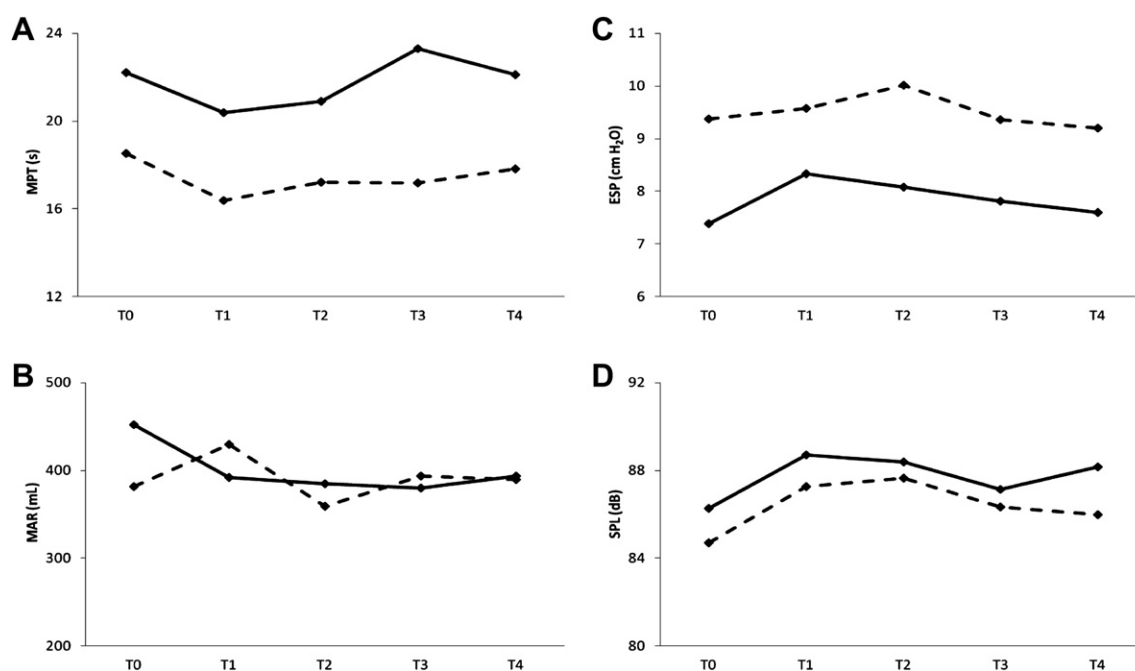 A
24
20
16
12
MPT (s)
T0 T1 T2 T3 T4
B
500
400
300
200
MAR (mL)
T0 T1 T2 T3 T4
C
11
10
9
8
7
6
ESP (cm H₂O)
T0 T1 T2 T3 T4
D
92
88
84
80
SPL (dB)
T0 T1 T2 T3 T4